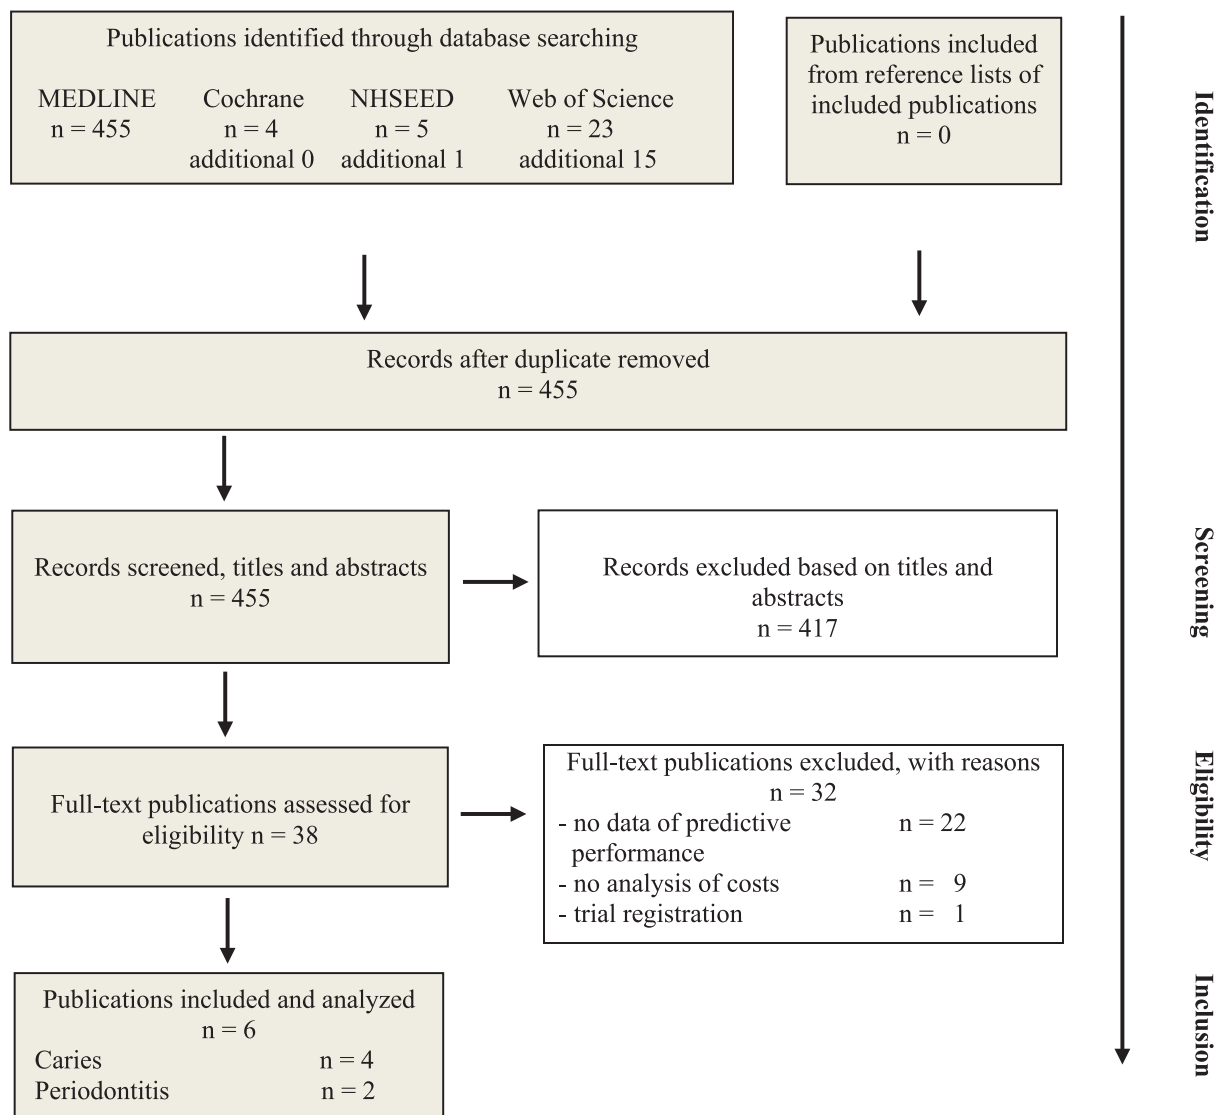 Publications identified through database searching
MEDLINE Cochrane NHSEED Web of Science
n = 455 n = 4 n = 5 n = 23
additional 0 additional 1 additional 15
Publications included
from reference lists of
included publications
n = 0
Identification
Records after duplicate removed
n = 455
Records screened, titles and abstracts
n = 455
Records excluded based on titles and
abstracts
n = 417
Screening
Full-text publications assessed for
eligibility n = 38
Full-text publications excluded, with reasons
n = 32
- no data of predictive n = 22
performance
- no analysis of costs n = 9
- trial registration n = 1
Eligibility
Publications included and analyzed
n = 6
Caries n = 4
Periodontitis n = 2
Inclusion